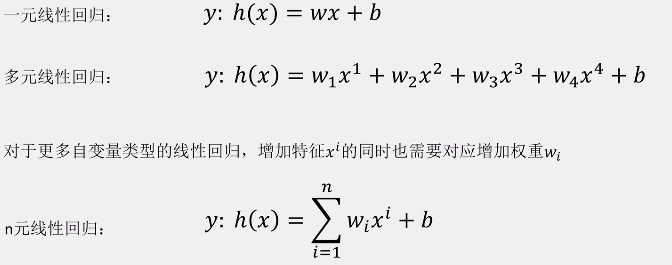 一元线性回归: y: h(x) = wx + b
多元线性回归: y: h(x) = w₁x¹ + w₂x² + w₃x³ + w₄x⁴ + b
对于更多自变量类型的线性回归，增加特征xⁱ的同时也需要对应增加权重wᵢ
n元线性回归: y: h(x) = ∑ᵢ₌₁ⁿ wᵢxⁱ + b